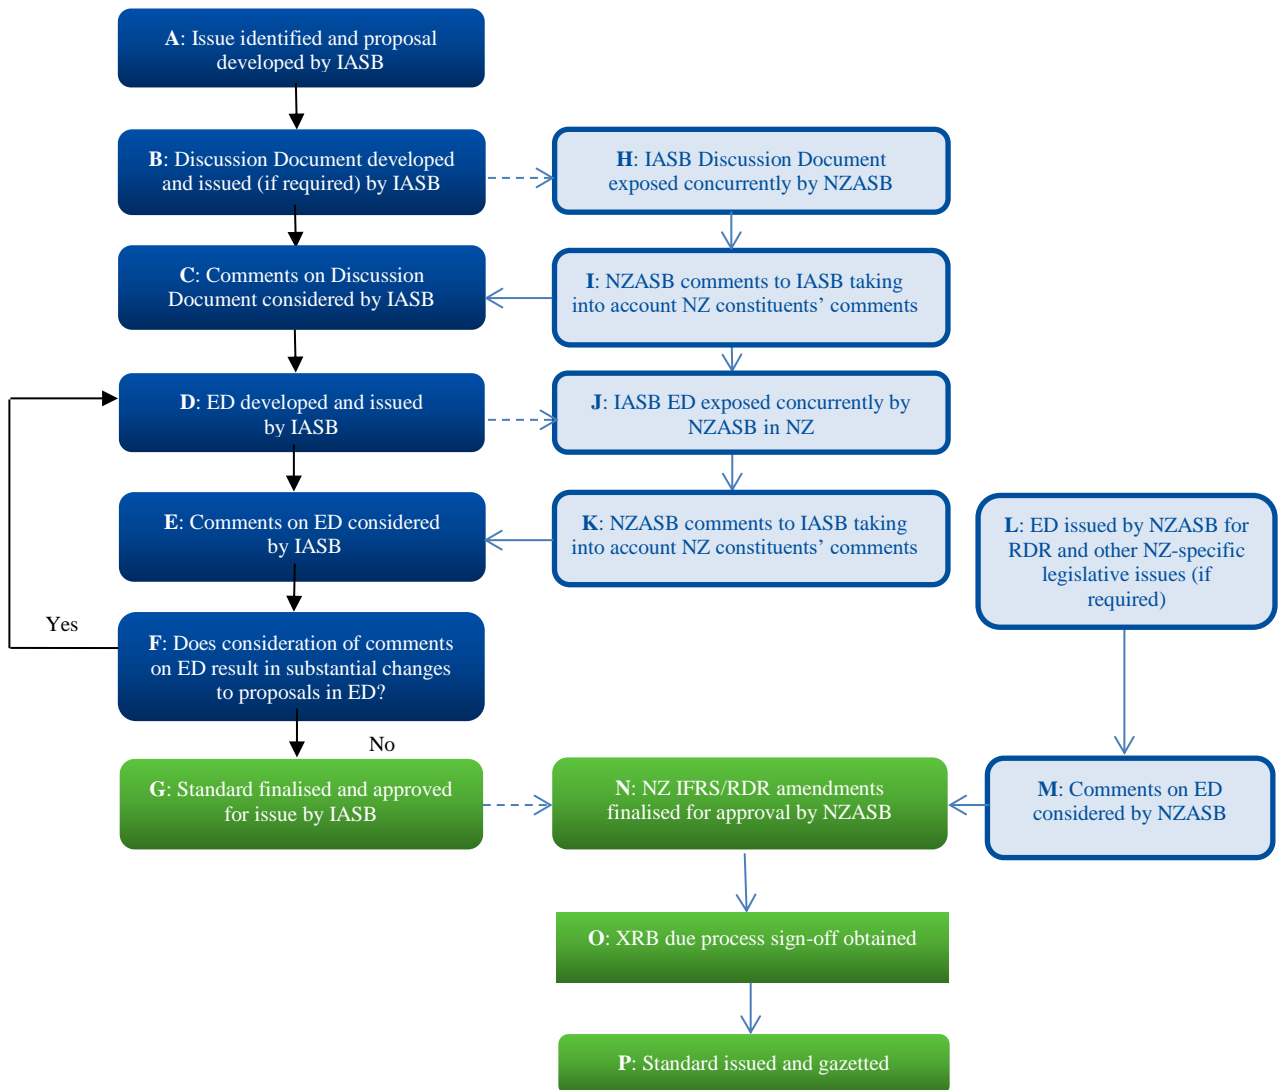 A: Issue identified and proposal
developed by IASB
B: Discussion Document developed
and issued (if required) by IASB
H: IASB Discussion Document
exposed concurrently by NZASB
C: Comments on Discussion
Document considered by IASB
I: NZASB comments to IASB taking
into account NZ constituents’ comments
D: ED developed and issued
by IASB
J: IASB ED exposed concurrently by
NZASB in NZ
E: Comments on ED considered
by IASB
K: NZASB comments to IASB taking
into account NZ constituents’ comments
L: ED issued by NZASB for
RDR and other NZ-specific
legislative issues (if
required)
Yes
F: Does consideration of comments
on ED result in substantial changes
to proposals in ED?
No
G: Standard finalised and approved
for issue by IASB
N: NZ IFRS/RDR amendments
finalised for approval by NZASB
M: Comments on ED
considered by NZASB
O: XRB due process sign-off obtained
P: Standard issued and gazetted